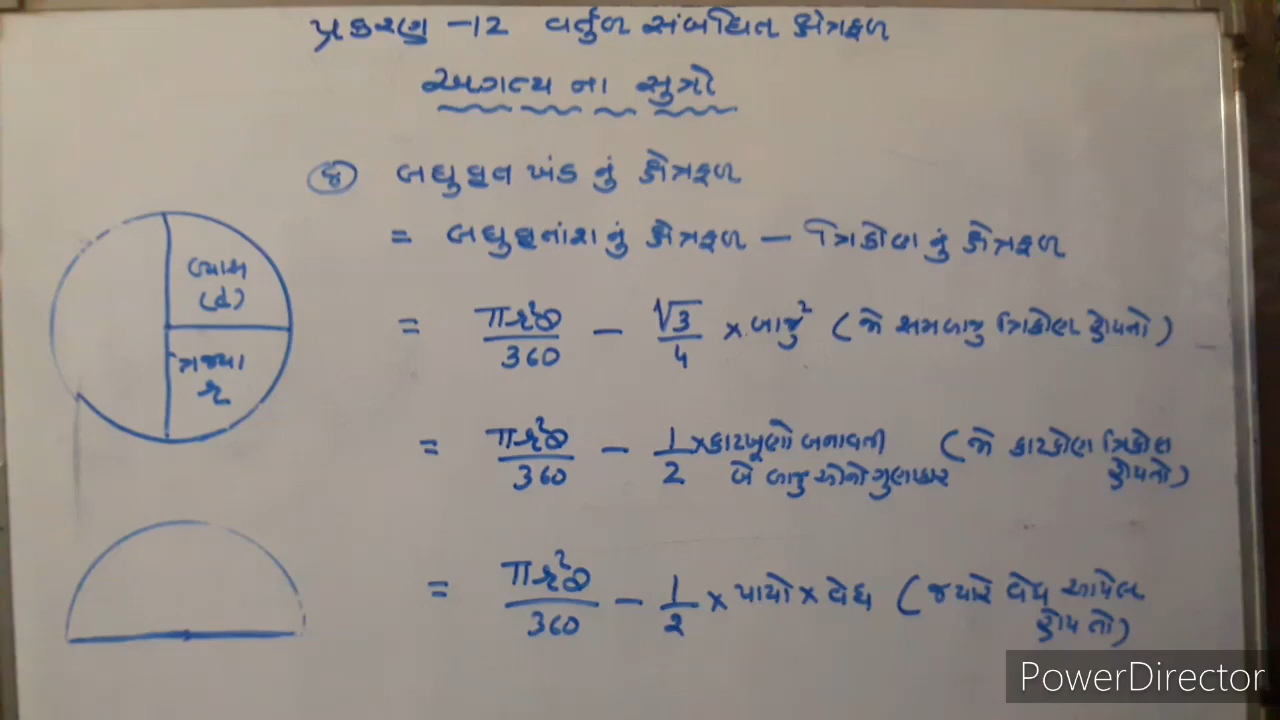 પ્રકરણ -12 વર્તુળ સંબંધિત ક્ષેત્રફળ
અગત્ય ના સુત્રો
૪ લઘુવૃત ખંડ નું ક્ષેત્રફળ
= લઘુવૃતાંશ નું ક્ષેત્રફળ – ત્રિકોણ નું ક્ષેત્રફળ
= πr²θ/360 – √3/4 × બાજુ² (જો સમબાજુ ત્રિકોણ હોય તો)
= πr²θ/360 – 1/2 × કાટખૂણો બનાવતી બે બાજુઓનો ગુણાકાર (જો કાટકોણ ત્રિકોણ હોય તો)
= πr²θ/360 – 1/2 × પાયો × વેધ (જયારે વેધ આપેલ હોય તો)
વ્યાસ
(d)
ત્રિજ્યા
r
PowerDirector